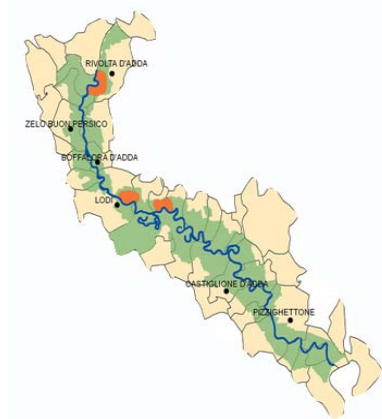 RIVOLTA D'ADDA
ZELO BUON PERSICO
BOFFALORA D'ADDA
LODI
CASTIGLIONE D'ADDA
PIZZIGHETTONE